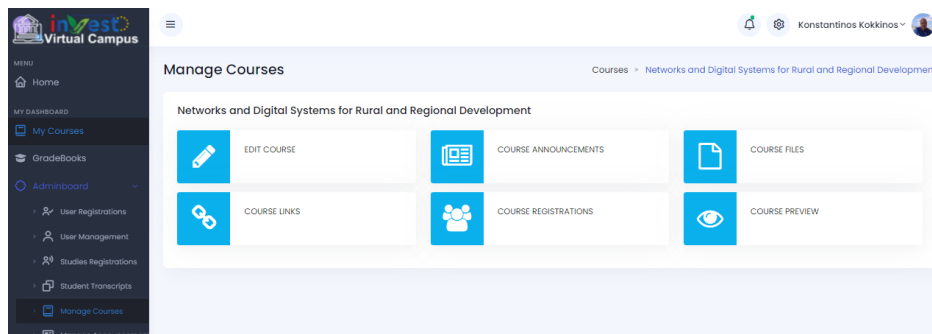 invest
Virtual Campus
MENU
Home
MY DASHBOARD
My Courses
GradeBooks
Adminboard
User Registrations
User Management
Studies Registrations
Student Transcripts
Manage Courses
Konstantinos Kokkinos
Manage Courses
Courses
Networks and Digital Systems for Rural and Regional Developmen
Networks and Digital Systems for Rural and Regional Development
EDIT COURSE
COURSE ANNOUNCEMENTS
COURSE FILES
COURSE LINKS
COURSE REGISTRATIONS
COURSE PREVIEW